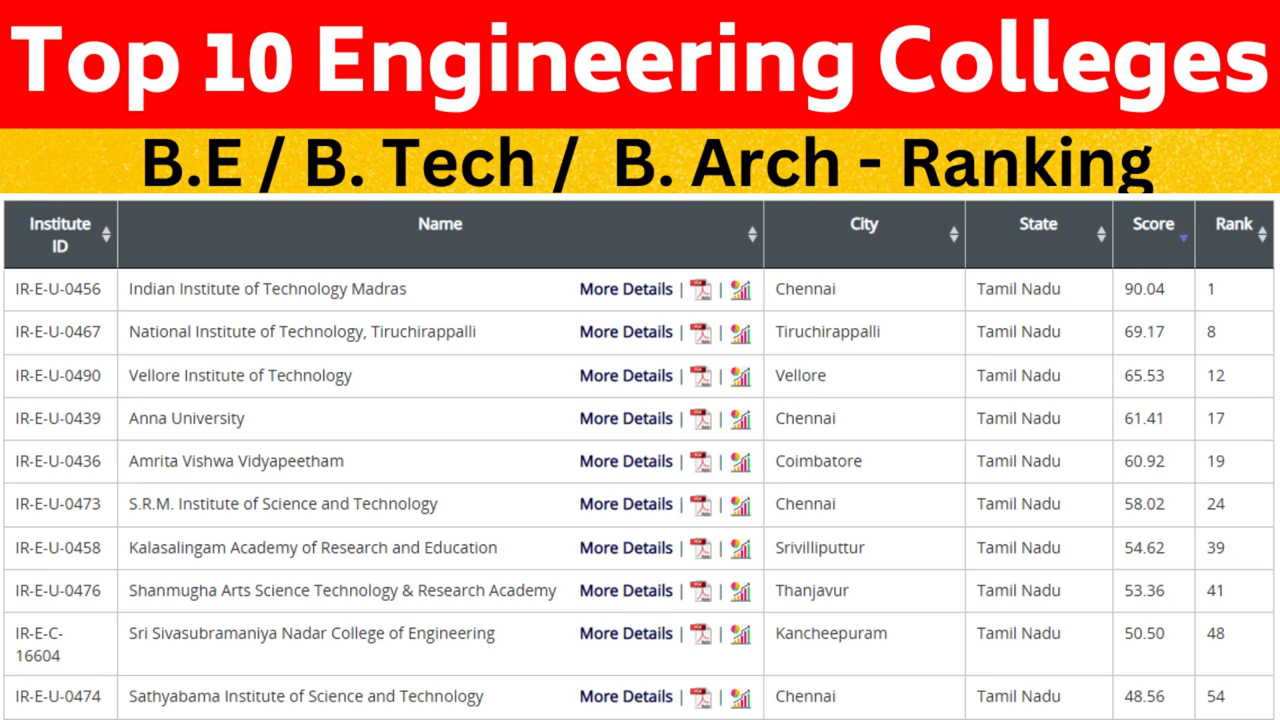 Top 10 Engineering Colleges
B.E / B. Tech / B. Arch - Ranking
Institute ID Name City State Score Rank
IR-E-U-0456 Indian Institute of Technology Madras More Details | | Chennai Tamil Nadu 90.04 1
IR-E-U-0467 National Institute of Technology, Tiruchirappalli More Details | | Tiruchirappalli Tamil Nadu 69.17 8
IR-E-U-0490 Vellore Institute of Technology More Details | | Vellore Tamil Nadu 65.53 12
IR-E-U-0439 Anna University More Details | | Chennai Tamil Nadu 61.41 17
IR-E-U-0436 Amrita Vishwa Vidyapeetham More Details | | Coimbatore Tamil Nadu 60.92 19
IR-E-U-0473 S.R.M. Institute of Science and Technology More Details | | Chennai Tamil Nadu 58.02 24
IR-E-U-0458 Kalasalingam Academy of Research and Education More Details | | Srivilliputtur Tamil Nadu 54.62 39
IR-E-U-0476 Shanmugha Arts Science Technology & Research Academy More Details | | Thanjavur Tamil Nadu 53.36 41
IR-E-C-16604 Sri Sivasubramaniya Nadar College of Engineering More Details | | Kancheepuram Tamil Nadu 50.50 48
IR-E-U-0474 Sathyabama Institute of Science and Technology More Details | | Chennai Tamil Nadu 48.56 54